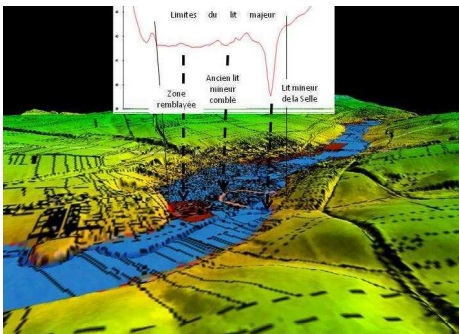 Limites du lit majeur
Zone
remblayée
Ancien lit
mineur
comblé
Lit mineur
de la Selle